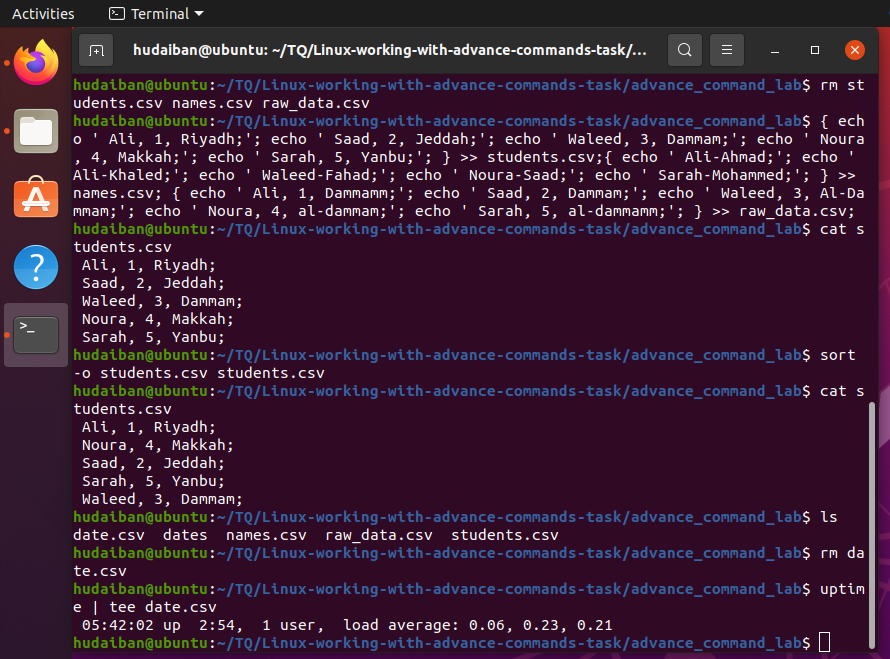 Activities
Terminal
hudaiban@ubuntu: ~/TQ/Linux-working-with-advance-commands-task/...
hudaiban@ubuntu:~/TQ/Linux-working-with-advance-commands-task/advance_command_lab$ rm st
udents.csv names.csv raw_data.csv
hudaiban@ubuntu:~/TQ/Linux-working-with-advance-commands-task/advance_command_lab$ { ech
o ' Ali, 1, Riyadh;'; echo ' Saad, 2, Jeddah;'; echo ' Waleed, 3, Dammam;'; echo ' Noura
, 4, Makkah;'; echo ' Sarah, 5, Yanbu;'; } >> students.csv;{ echo ' Ali-Ahmad;'; echo '
Ali-Khaled;'; echo ' Waleed-Fahad;'; echo ' Noura-Saad;'; echo ' Sarah-Mohammed;'; } >>
names.csv; { echo ' Ali, 1, Dammamm;'; echo ' Saad, 2, Dammam;'; echo ' Waleed, 3, Al-Da
mmam;'; echo ' Noura, 4, al-dammam;'; echo ' Sarah, 5, al-dammamm;'; } >> raw_data.csv;
hudaiban@ubuntu:~/TQ/Linux-working-with-advance-commands-task/advance_command_lab$ cat s
tudents.csv
 Ali, 1, Riyadh;
 Saad, 2, Jeddah;
 Waleed, 3, Dammam;
 Noura, 4, Makkah;
 Sarah, 5, Yanbu;
hudaiban@ubuntu:~/TQ/Linux-working-with-advance-commands-task/advance_command_lab$ sort
-o students.csv students.csv
hudaiban@ubuntu:~/TQ/Linux-working-with-advance-commands-task/advance_command_lab$ cat s
tudents.csv
 Ali, 1, Riyadh;
 Noura, 4, Makkah;
 Saad, 2, Jeddah;
 Sarah, 5, Yanbu;
 Waleed, 3, Dammam;
hudaiban@ubuntu:~/TQ/Linux-working-with-advance-commands-task/advance_command_lab$ ls
date.csv  dates  names.csv  raw_data.csv  students.csv
hudaiban@ubuntu:~/TQ/Linux-working-with-advance-commands-task/advance_command_lab$ rm da
te.csv
hudaiban@ubuntu:~/TQ/Linux-working-with-advance-commands-task/advance_command_lab$ uptim
e | tee date.csv
 05:42:02 up  2:54,  1 user,  load average: 0.06, 0.23, 0.21
hudaiban@ubuntu:~/TQ/Linux-working-with-advance-commands-task/advance_command_lab$